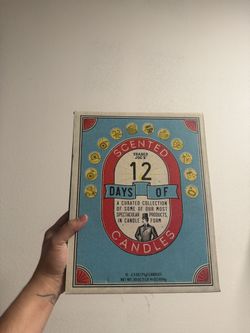 SCENTED
TRADER
JOE'S
12
DAYS OF
A CURATED COLLECTION
OF SOME OF OUR MOST
SPECTACULAR PRODUCTS,
IN CANDLE FORM
CANDLES